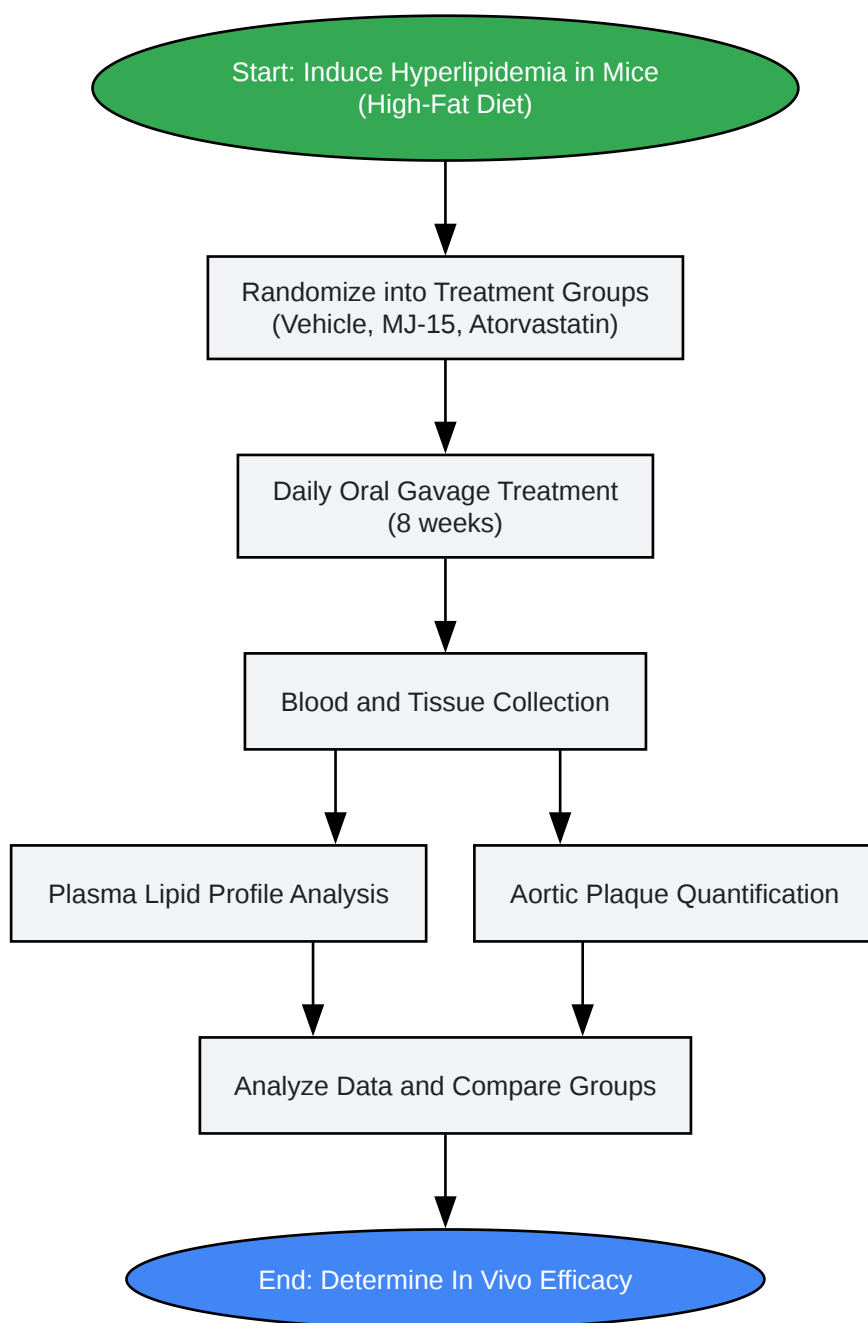 Start: Induce Hyperlipidemia in Mice
(High-Fat Diet)
Randomize into Treatment Groups
(Vehicle, MJ-15, Atorvastatin)
Daily Oral Gavage Treatment
(8 weeks)
Blood and Tissue Collection
Plasma Lipid Profile Analysis
Aortic Plaque Quantification
Analyze Data and Compare Groups
End: Determine In Vivo Efficacy